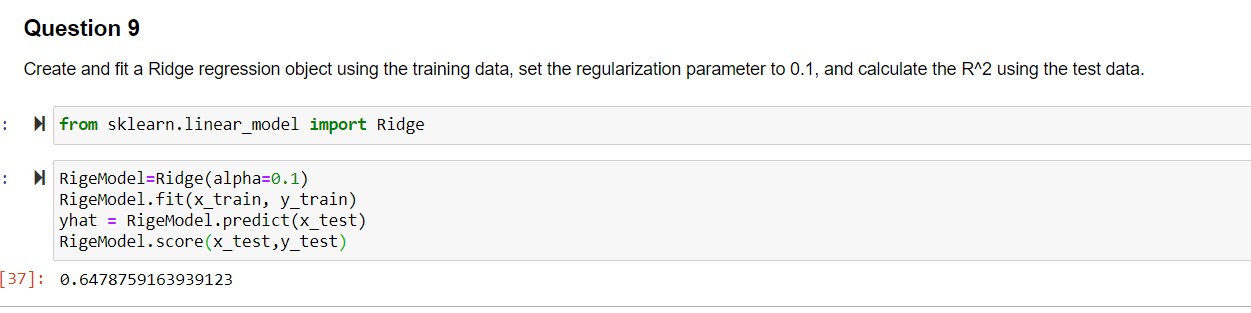 Question 9
Create and fit a Ridge regression object using the training data, set the regularization parameter to 0.1, and calculate the R^2 using the test data.
: from sklearn.linear_model import Ridge
: RigeModel=Ridge(alpha=0.1)
RigeModel.fit(x_train, y_train)
yhat = RigeModel.predict(x_test)
RigeModel.score(x_test,y_test)
[37]: 0.6478759163939123